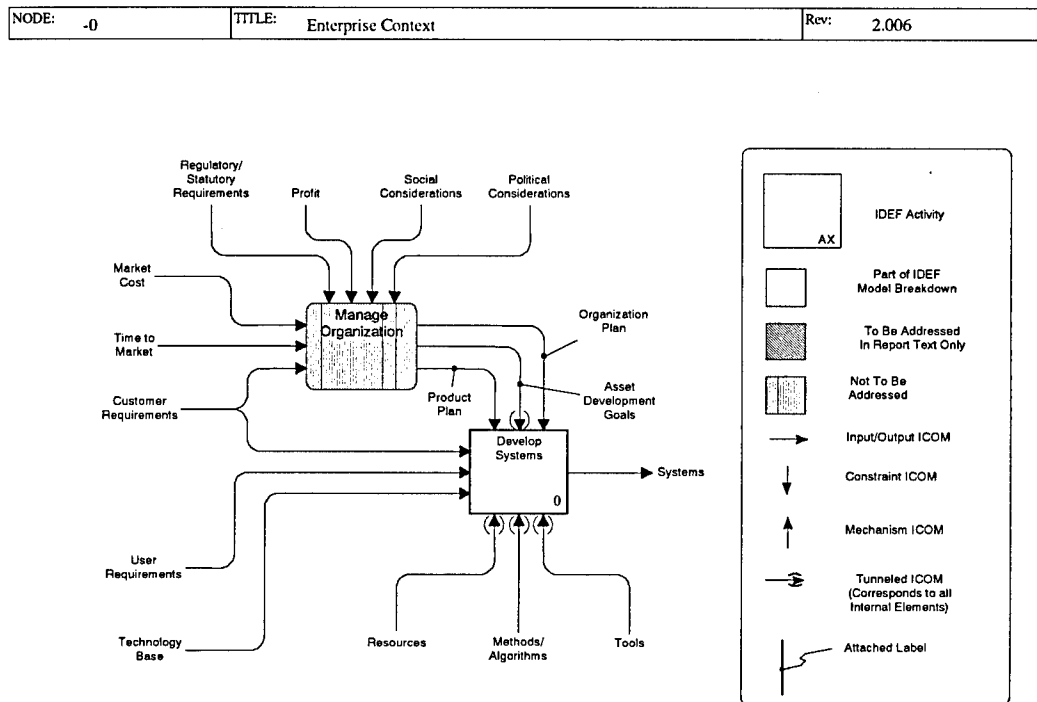 NODE: -0 TITLE: Enterprise Context Rev: 2.006
Regulatory/
Statutory
Requirements
Profit
Social
Considerations
Political
Considerations
Market
Cost
Time to
Market
Customer
Requirements
Manage
Organization
Organization
Plan
Product
Plan
Asset
Development
Goals
Develop
Systems
0
Systems
User
Requirements
Technology
Base
Resources
Methods/
Algorithms
Tools
AX
IDEF Activity
Part of IDEF
Model Breakdown
To Be Addressed
In Report Text Only
Not To Be
Addressed
Input/Output ICOM
Constraint ICOM
Mechanism ICOM
Tunneled ICOM
(Corresponds to all
Internal Elements)
Attached Label